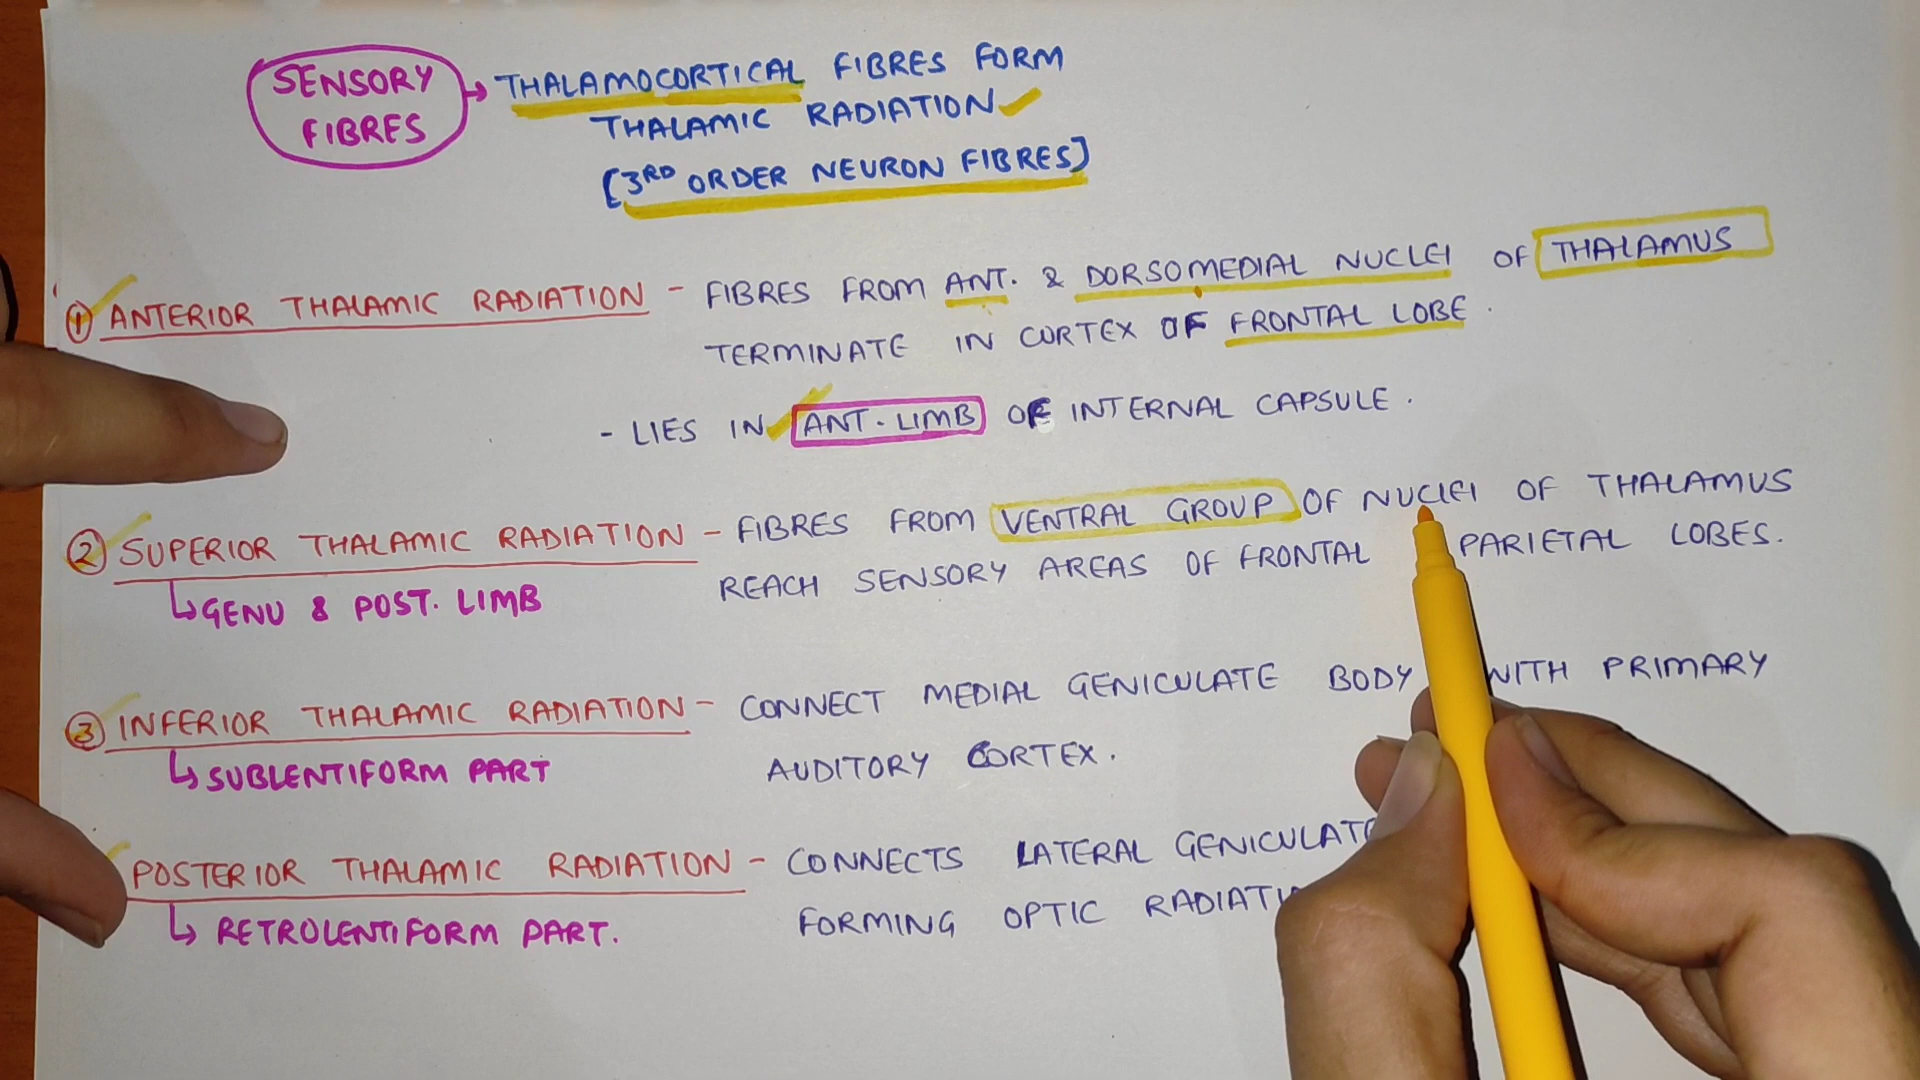 SENSORY FIBRES → THALAMOCORTICAL FIBRES FORM
THALAMIC RADIATION
[3RD ORDER NEURON FIBRES]
① ANTERIOR THALAMIC RADIATION - FIBRES FROM ANT. & DORSOMEDIAL NUCLEI OF THALAMUS
TERMINATE IN CORTEX OF FRONTAL LOBE.
- LIES IN ANT. LIMB OF INTERNAL CAPSULE.
② SUPERIOR THALAMIC RADIATION - FIBRES FROM VENTRAL GROUP OF NUCLEI OF THALAMUS
REACH SENSORY AREAS OF FRONTAL PARIETAL LOBES.
↳ GENU & POST. LIMB
③ INFERIOR THALAMIC RADIATION - CONNECT MEDIAL GENICULATE BODY WITH PRIMARY
AUDITORY CORTEX.
↳ SUBLENTIFORM PART
POSTERIOR THALAMIC RADIATION - CONNECTS LATERAL
FORMING OPTIC
↳ RETROLENTIFORM PART.